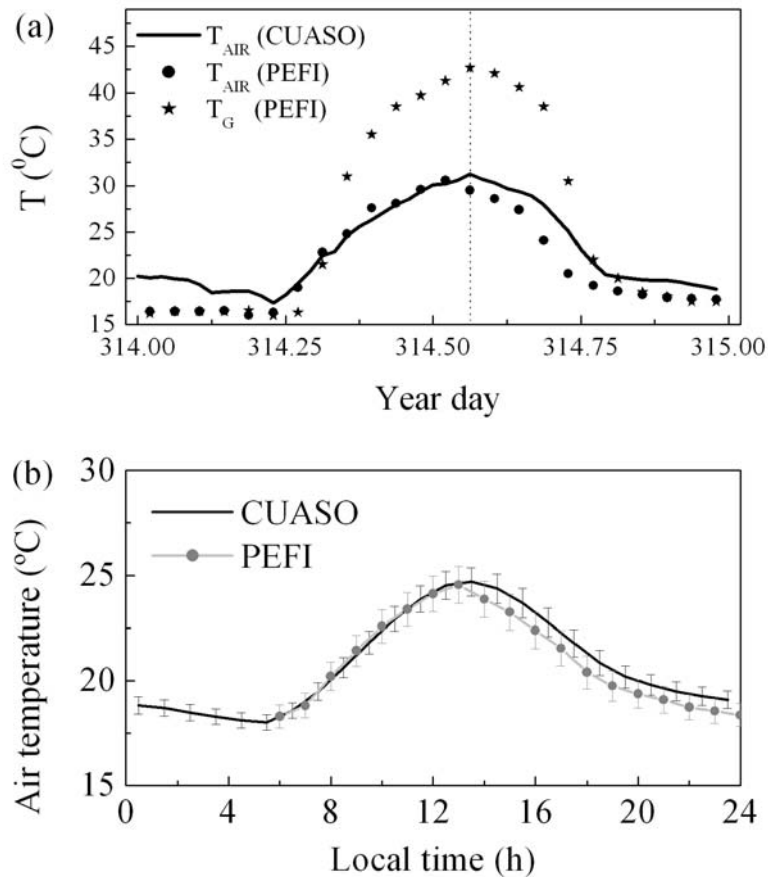 (a)
T_AIR (CUASO)
T_AIR (PEFI)
T_G (PEFI)
T (⁰C)
45
40
35
30
25
20
15
314.00 314.25 314.50 314.75 315.00
Year day
(b)
CUASO
PEFI
Air temperature (ºC)
30
25
20
15
0 4 8 12 16 20 24
Local time (h)